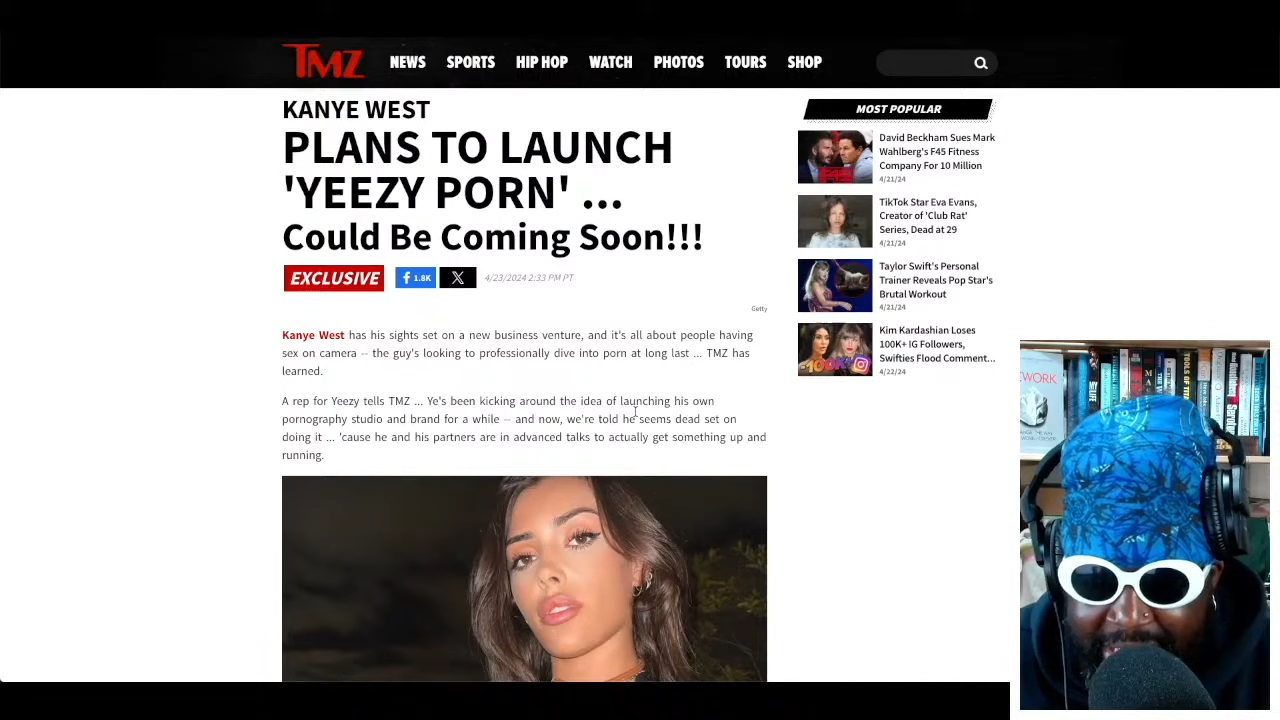 TMZ
NEWS SPORTS HIP HOP WATCH PHOTOS TOURS SHOP
KANYE WEST
PLANS TO LAUNCH
'YEEZY PORN' ...
Could Be Coming Soon!!!
EXCLUSIVE
1.8K
4/23/2024 2:33 PM PT
Getty
Kanye West has his sights set on a new business venture, and it's all about people having
sex on camera -- the guy's looking to professionally dive into porn at long last ... TMZ has
learned.
A rep for Yeezy tells TMZ ... Ye's been kicking around the idea of launching his own
pornography studio and brand for a while -- and now, we're told he seems dead set on
doing it ... 'cause he and his partners are in advanced talks to actually get something up and
running.
MOST POPULAR
David Beckham Sues Mark
Wahlberg's F45 Fitness
Company For 10 Million
4/21/24
TikTok Star Eva Evans,
Creator of 'Club Rat'
Series, Dead at 29
4/21/24
Taylor Swift's Personal
Trainer Reveals Pop Star's
Brutal Workout
4/21/24
100K
Kim Kardashian Loses
100K+ IG Followers,
Swifties Flood Comment...
4/22/24
WORK
TOOLS OF